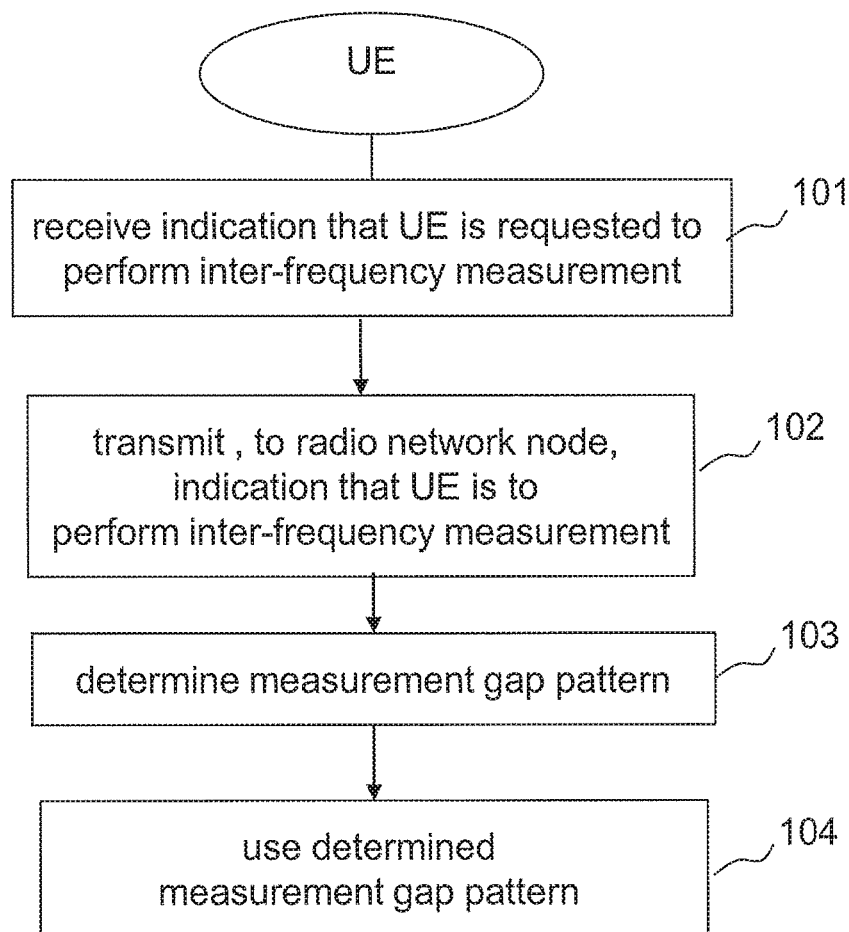 UE
101
receive indication that UE is requested to
perform inter-frequency measurement
102
transmit , to radio network node,
indication that UE is to
perform inter-frequency measurement
103
determine measurement gap pattern
104
use determined
measurement gap pattern